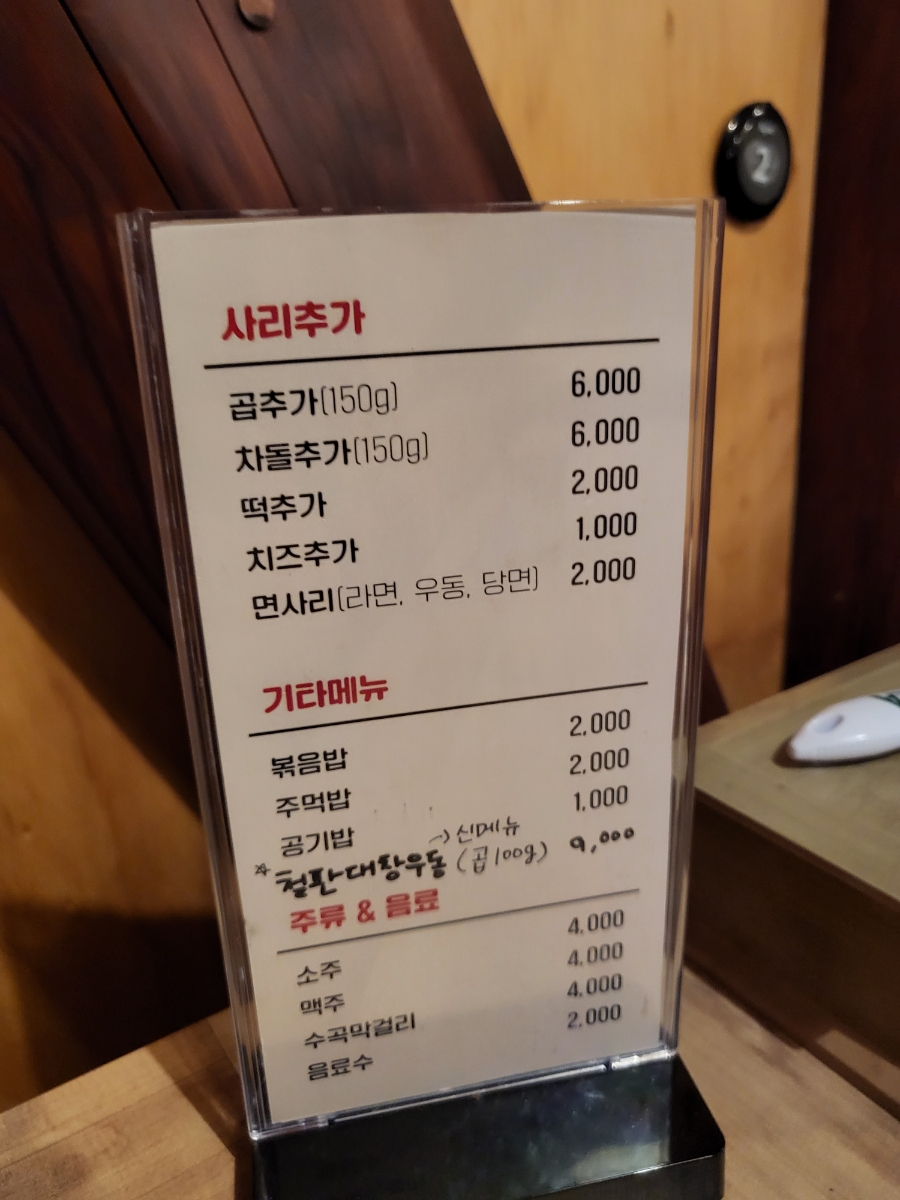 2
사리추가
곱추가(150g) 6,000
차돌추가(150g) 6,000
떡추가 2,000
치즈추가 1,000
면사리(라면, 우동, 당면) 2,000
기타메뉴
볶음밥 2,000
주먹밥 2,000
공기밥 1,000
→신메뉴
☆ 철판대창우동 (곱100g) 9,000
주류 & 음료
소주 4,000
맥주 4,000
수곡막걸리 4,000
음료수 2,000